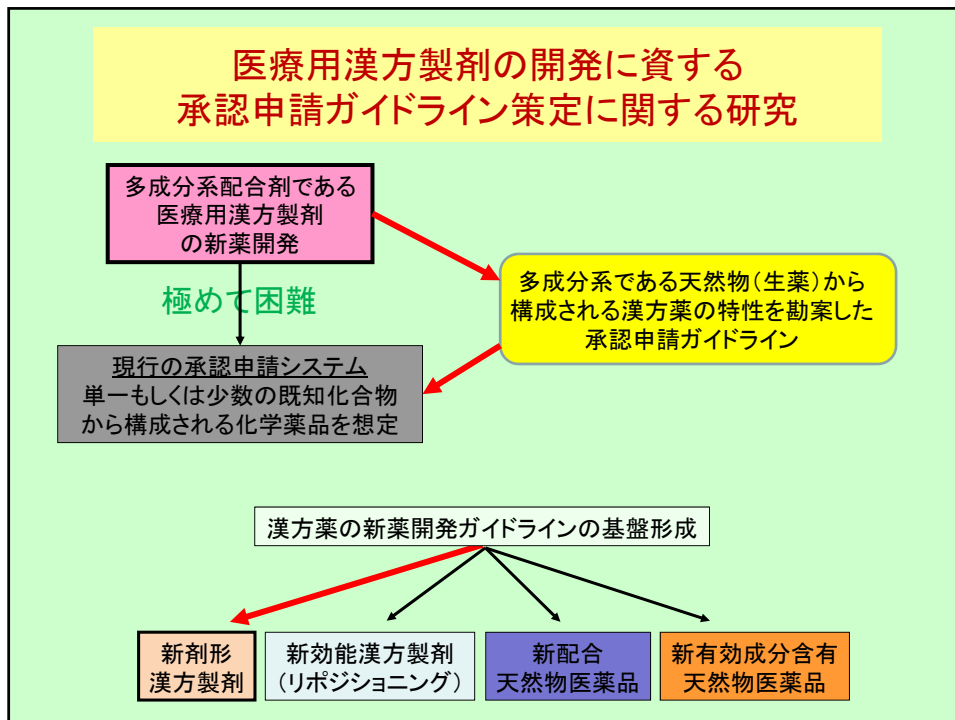 医療用漢方製剤の開発に資する
承認申請ガイドライン策定に関する研究
多成分系配合剤である
医療用漢方製剤
の新薬開発
極めて困難
多成分系である天然物（生薬）から
構成される漢方薬の特性を勘案した
承認申請ガイドライン
現行の承認申請システム
単一もしくは少数の既知化合物
から構成される化学薬品を想定
漢方薬の新薬開発ガイドラインの基盤形成
新剤形
漢方製剤
新効能漢方製剤
（リポジショニング）
新配合
天然物医薬品
新有効成分含有
天然物医薬品